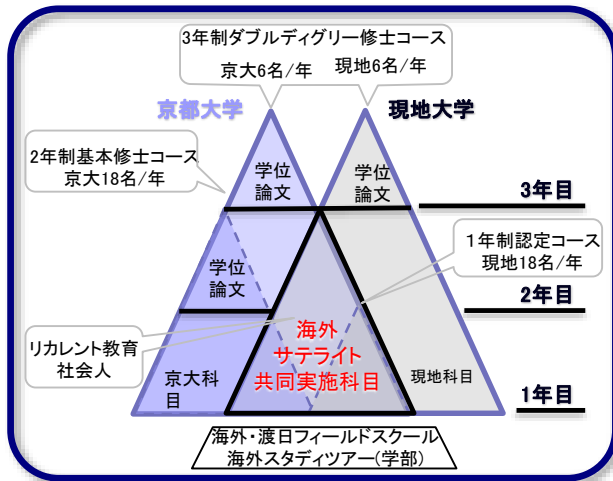 3年制ダブルディグリー修士コース
京大6名/年
現地6名/年
京都大学
現地大学
2年制基本修士コース
京大18名/年
学位
論文
学位
論文
3年目
1年制認定コース
現地18名/年
学位
論文
2年目
リカレント教育
社会人
海外
サテライト
共同実施科目
京大科
目
現地科目
1年目
海外・渡日フィールドスクール
海外スタディツアー(学部)